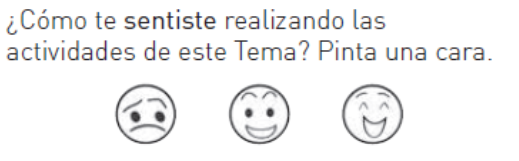 ¿Cómo te sentiste realizando las
actividades de este Tema? Pinta una cara.